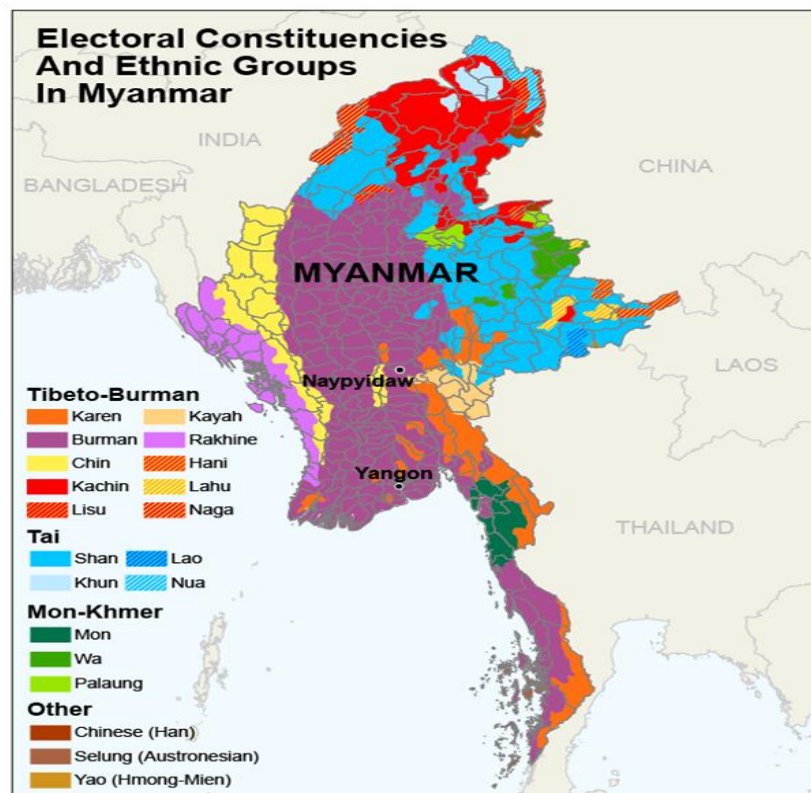 Electoral Constituencies
And Ethnic Groups
In Myanmar
INDIA
CHINA
BANGLADESH
MYANMAR
LAOS
Naypyidaw
Yangon
THAILAND
Tibeto-Burman
Karen Kayah
Burman Rakhine
Chin Hani
Kachin Lahu
Lisu Naga
Tai
Shan Lao
Khun Nua
Mon-Khmer
Mon
Wa
Palaung
Other
Chinese (Han)
Selung (Austronesian)
Yao (Hmong-Mien)